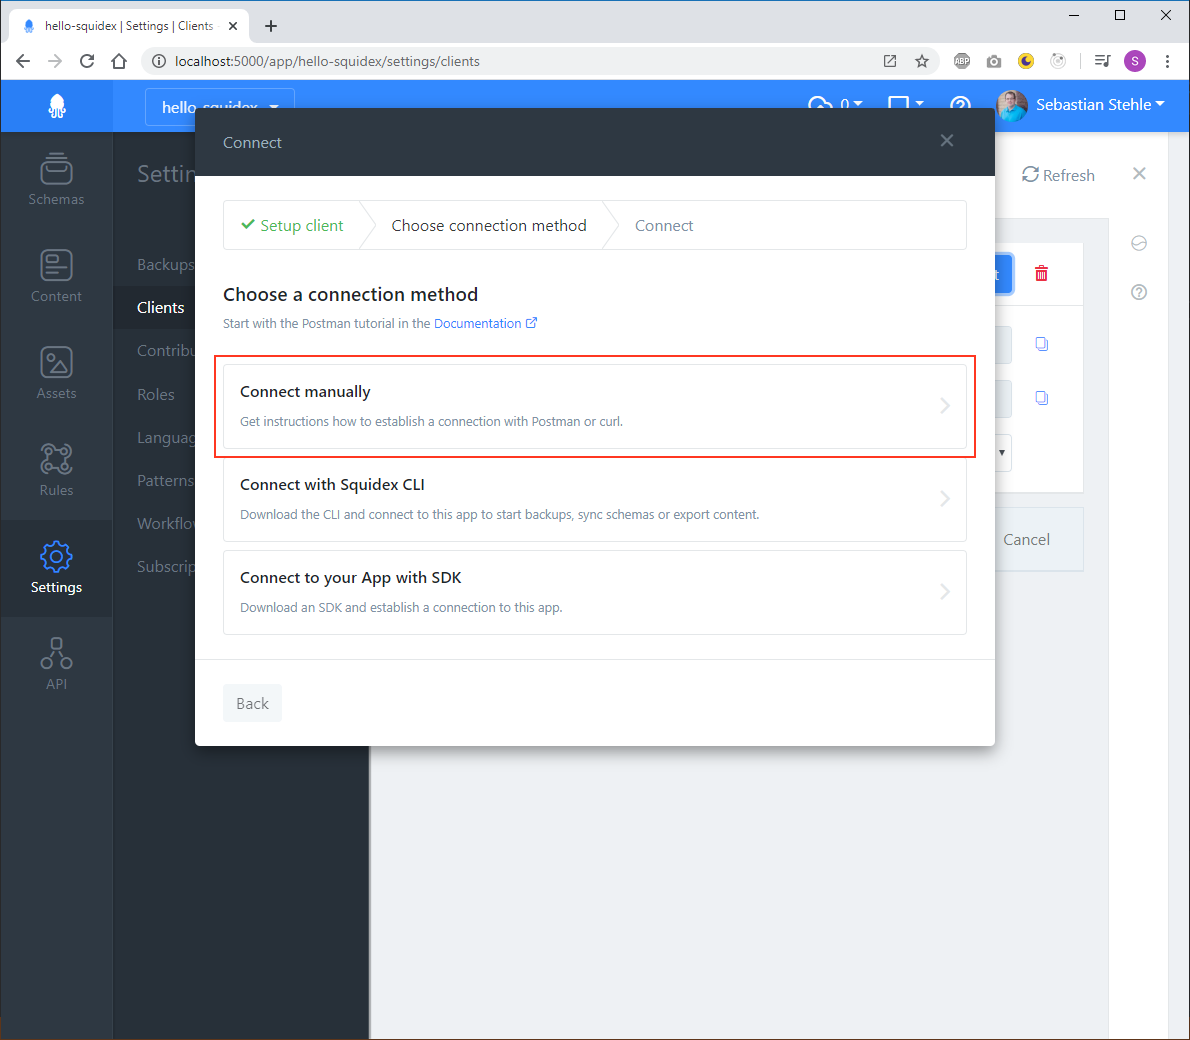 hello-squidex | Settings | Clients
localhost:5000/app/hello-squidex/settings/clients
ABP
S
hello-squidex
0
Sebastian Stehle
Schemas
Content
Assets
Rules
Settings
API
Settin
Refresh
Backups
Clients
Contribu
Roles
Languag
Patterns
Workflo
Subscrip
t
Cancel
Connect
Setup client
Choose connection method
Connect
Choose a connection method
Start with the Postman tutorial in the Documentation
Connect manually
Get instructions how to establish a connection with Postman or curl.
Connect with Squidex CLI
Download the CLI and connect to this app to start backups, sync schemas or export content.
Connect to your App with SDK
Download an SDK and establish a connection to this app.
Back